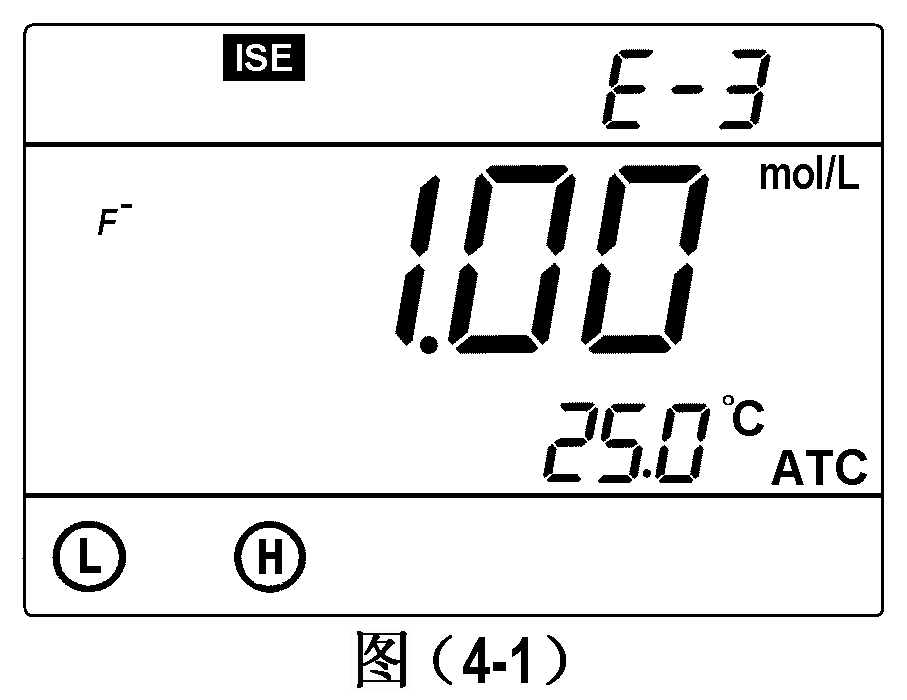 ISE
E-3
mol/L
F⁻
1.00
25.0 ℃
ATC
L H
图（4-1）